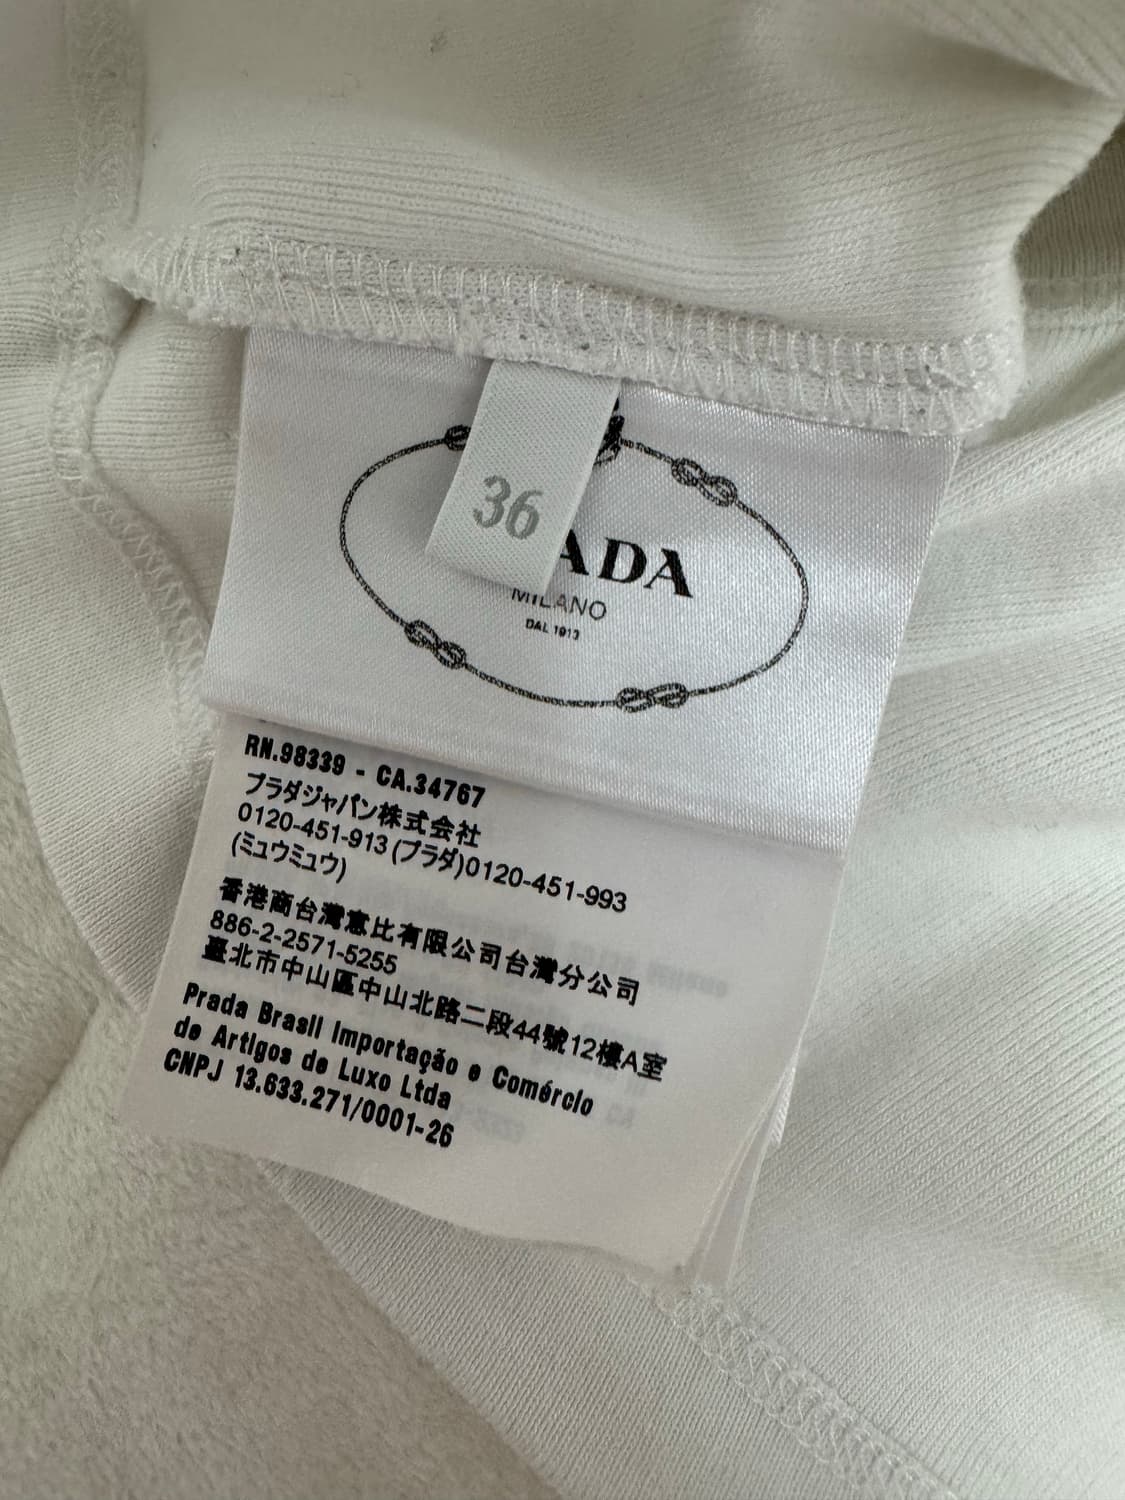 36
ADA
MILANO
DAL 1913
RN.98339 - CA.34767
プラダジャパン株式会社
0120-451-913 (プラダ)0120-451-993
(ミュウミュウ)
香港商台灣惠比有限公司台灣分公司
886-2-2571-5255
臺北市中山區中山北路二段44號12樓A室
Prada Brasil Importação e Comércio
de Artigos de Luxo Ltda
CNPJ 13.633.271/0001-26